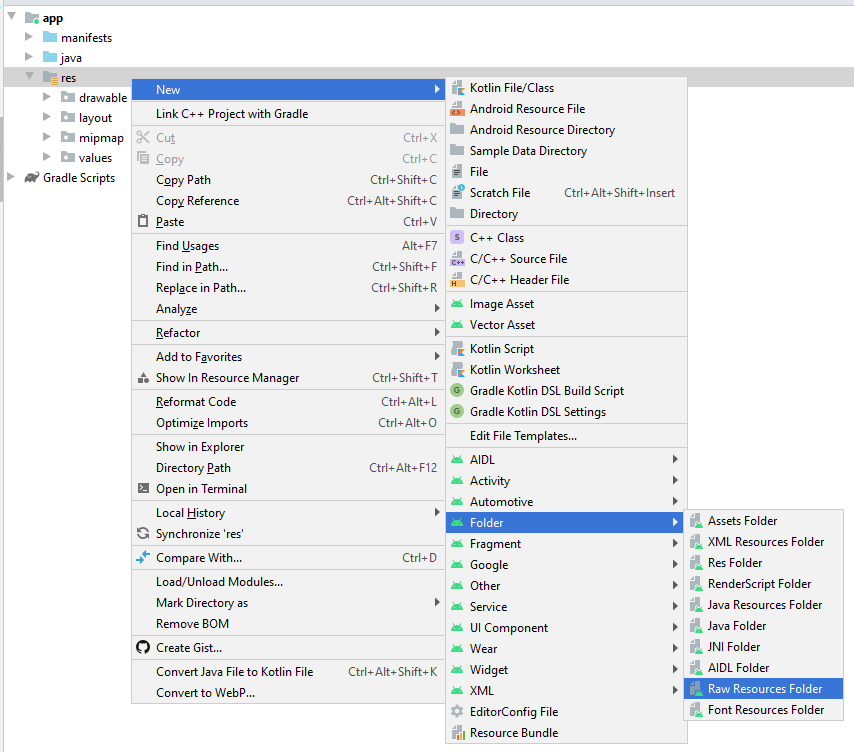 app
manifests
java
res
drawable
layout
mipmap
values
Gradle Scripts
New
Link C++ Project with Gradle
Cut Ctrl+X
Copy Ctrl+C
Copy Path Ctrl+Shift+C
Copy Reference Ctrl+Alt+Shift+C
Paste Ctrl+V
Find Usages Alt+F7
Find in Path... Ctrl+Shift+F
Replace in Path... Ctrl+Shift+R
Analyze
Refactor
Add to Favorites
Show In Resource Manager Ctrl+Shift+T
Reformat Code Ctrl+Alt+L
Optimize Imports Ctrl+Alt+O
Show in Explorer
Directory Path Ctrl+Alt+F12
Open in Terminal
Local History
Synchronize 'res'
Compare With... Ctrl+D
Load/Unload Modules...
Mark Directory as
Remove BOM
Create Gist...
Convert Java File to Kotlin File Ctrl+Alt+Shift+K
Convert to WebP...
Kotlin File/Class
Android Resource File
Android Resource Directory
Sample Data Directory
File
Scratch File Ctrl+Alt+Shift+Insert
Directory
S C++ Class
C++ C/C++ Source File
H C/C++ Header File
Image Asset
Vector Asset
Kotlin Script
Kotlin Worksheet
G Gradle Kotlin DSL Build Script
G Gradle Kotlin DSL Settings
Edit File Templates...
AIDL
Activity
Automotive
Folder
Fragment
Google
Other
Service
UI Component
Wear
Widget
XML
EditorConfig File
Resource Bundle
Assets Folder
XML Resources Folder
Res Folder
RenderScript Folder
Java Resources Folder
Java Folder
JNI Folder
AIDL Folder
Raw Resources Folder
Font Resources Folder